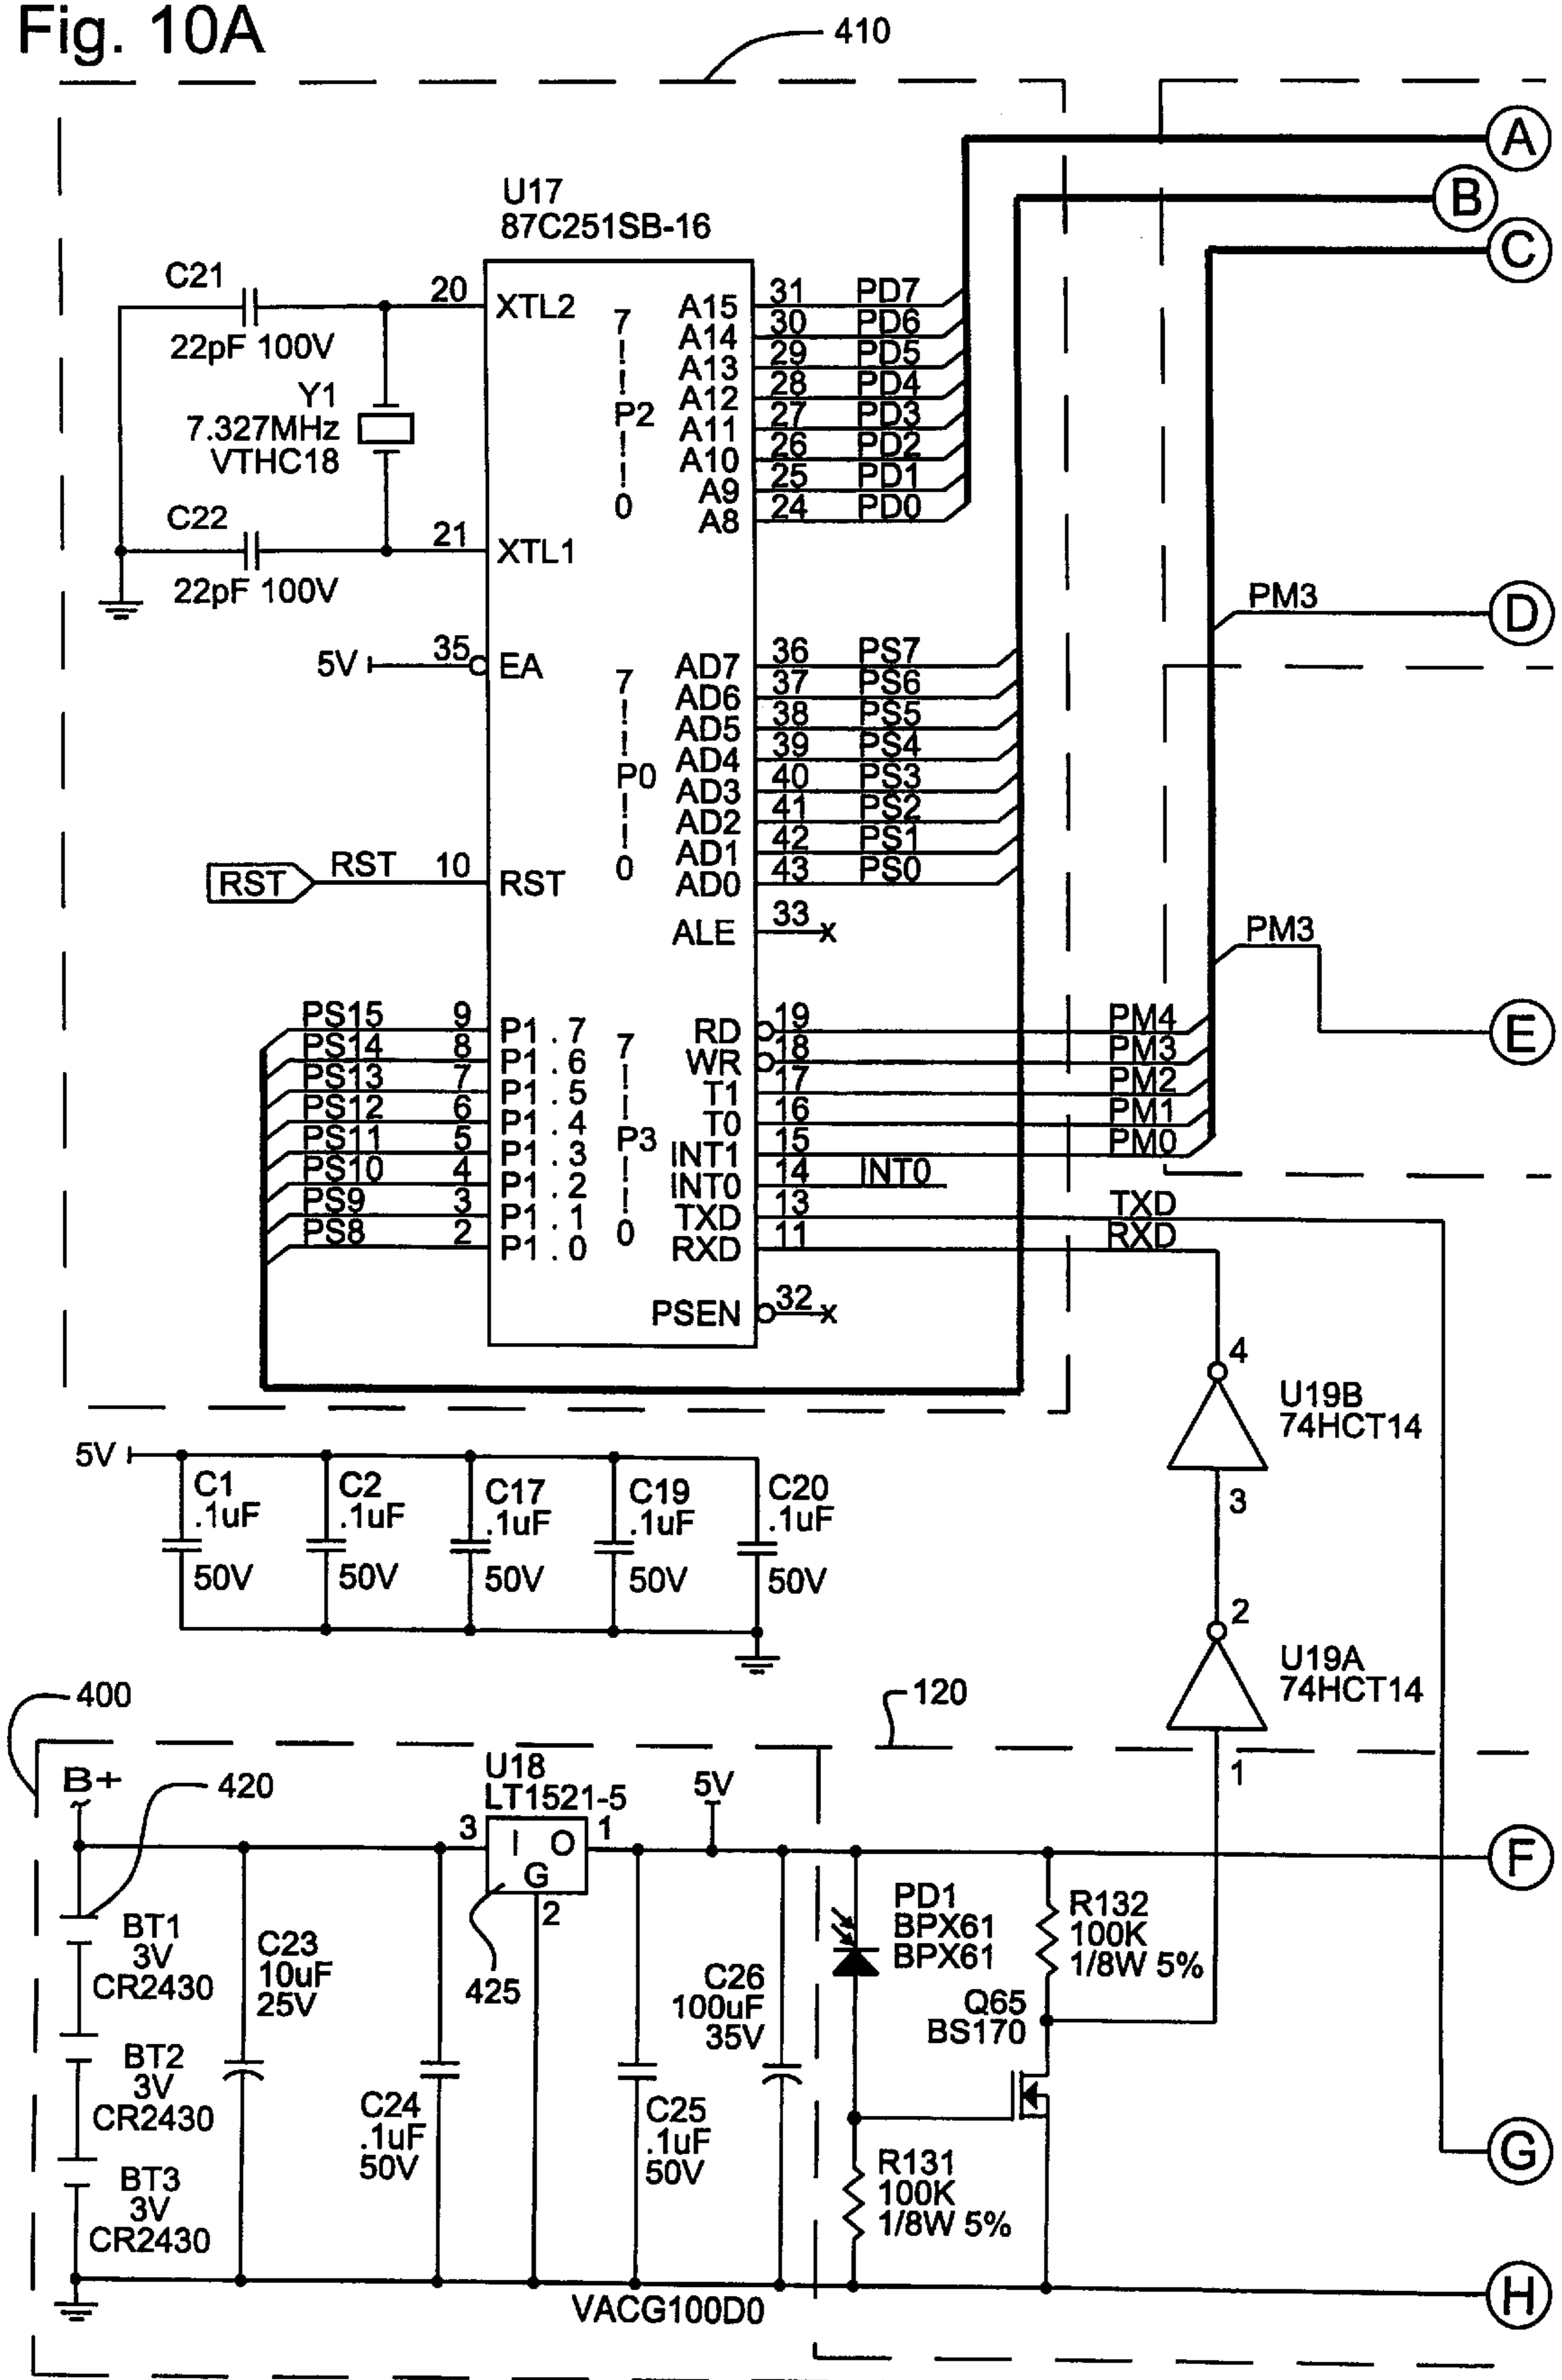 Fig. 10A
410
A
B
C
U17
87C251SB-16
C21
22pF 100V
Y1
7.327MHz
VTHC18
C22
22pF 100V
20 XTL2
21 XTL1
5V 35 EA
RST RST 10 RST
7
P2
0
A15 31 PD7
A14 30 PD6
A13 29 PD5
A12 28 PD4
A11 27 PD3
A10 26 PD2
A9 25 PD1
A8 24 PD0
PM3 D
7
P0
0
AD7 36 PS7
AD6 37 PS6
AD5 38 PS5
AD4 39 PS4
AD3 40 PS3
AD2 41 PS2
AD1 42 PS1
AD0 43 PS0
ALE 33 x
PM3
E
PS15 9 P1.7
PS14 8 P1.6
PS13 7 P1.5
PS12 6 P1.4
PS11 5 P1.3
PS10 4 P1.2
PS9 3 P1.1
PS8 2 P1.0
7
P3
0
RD 19 PM4
WR 18 PM3
T1 17 PM2
T0 16 PM1
INT1 15 PM0
INT0 14 INT0
TXD 13 TXD
RXD 11 RXD
PSEN 32 x
4
U19B
74HCT14
3
2
U19A
74HCT14
1
5V
C1
.1uF
50V
C2
.1uF
50V
C17
.1uF
50V
C19
.1uF
50V
C20
.1uF
50V
400
120
B+
420
U18
LT1521-5
3 I O 1
G
2
425
5V
F
BT1
3V
CR2430
BT2
3V
CR2430
BT3
3V
CR2430
C23
10uF
25V
C24
.1uF
50V
C25
.1uF
50V
C26
100uF
35V
PD1
BPX61
BPX61
R132
100K
1/8W 5%
Q65
BS170
R131
100K
1/8W 5%
G
VACG100D0
H